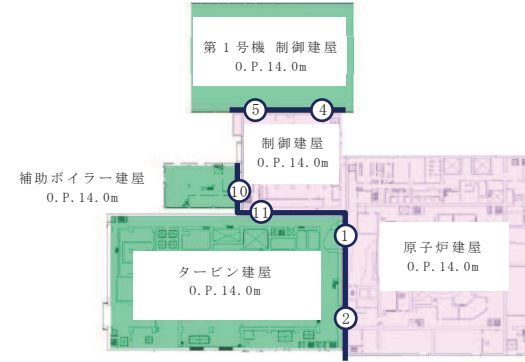 第1号機 制御建屋
O.P.14.0m
⑤
④
制御建屋
O.P.14.0m
補助ボイラー建屋
O.P.14.0m
⑩
⑪
①
原子炉建屋
O.P.14.0m
タービン建屋
O.P.14.0m
②